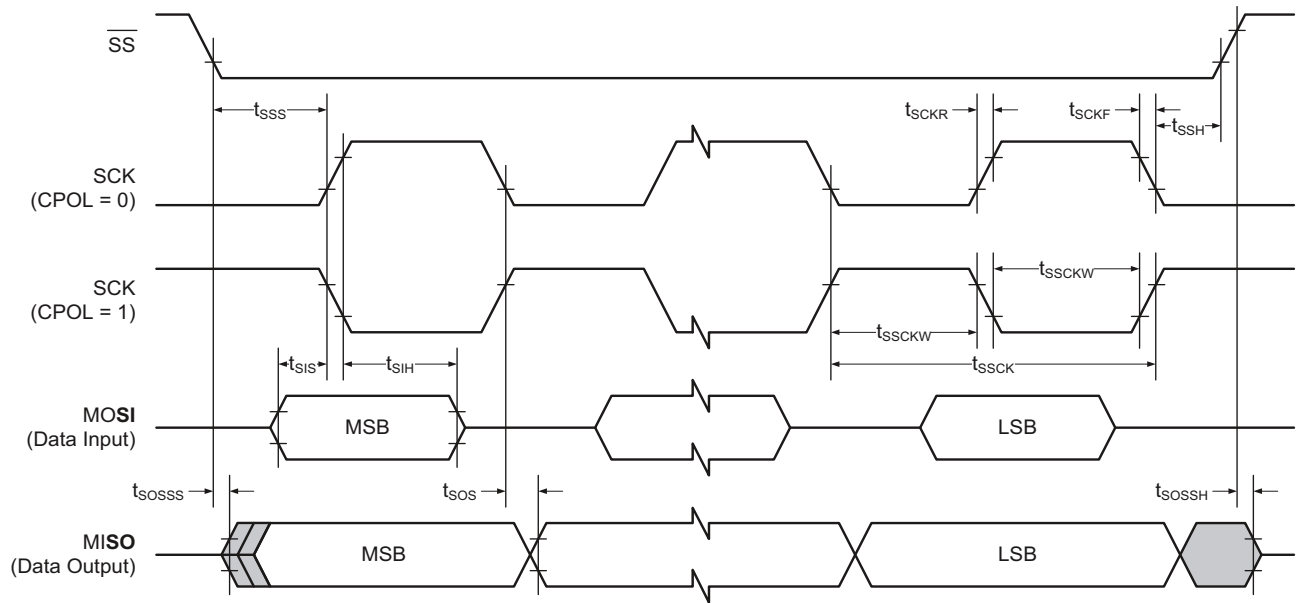 SS
tSSS
tSCKR
tSCKF
tSSH
SCK
(CPOL = 0)
SCK
(CPOL = 1)
tSSCKW
tSSCKW
tSIS
tSIH
tSSCK
MOSI
(Data Input)
MSB
LSB
tSOSSS
tSOS
tSOSSH
MISO
(Data Output)
MSB
LSB